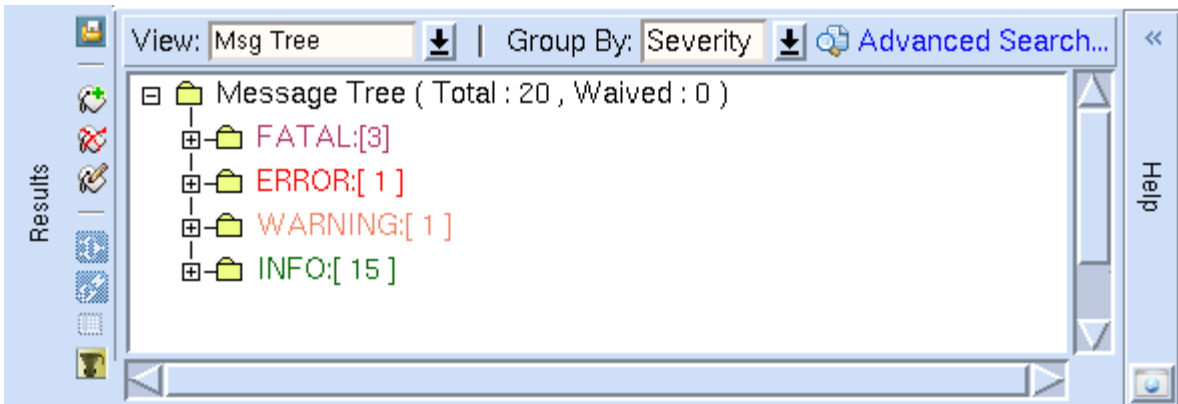 View: Msg Tree | Group By: Severity Advanced Search...
Message Tree ( Total : 20 , Waived : 0 )
FATAL:[3]
ERROR:[ 1 ]
WARNING:[ 1 ]
INFO:[ 15 ]
Results
Help